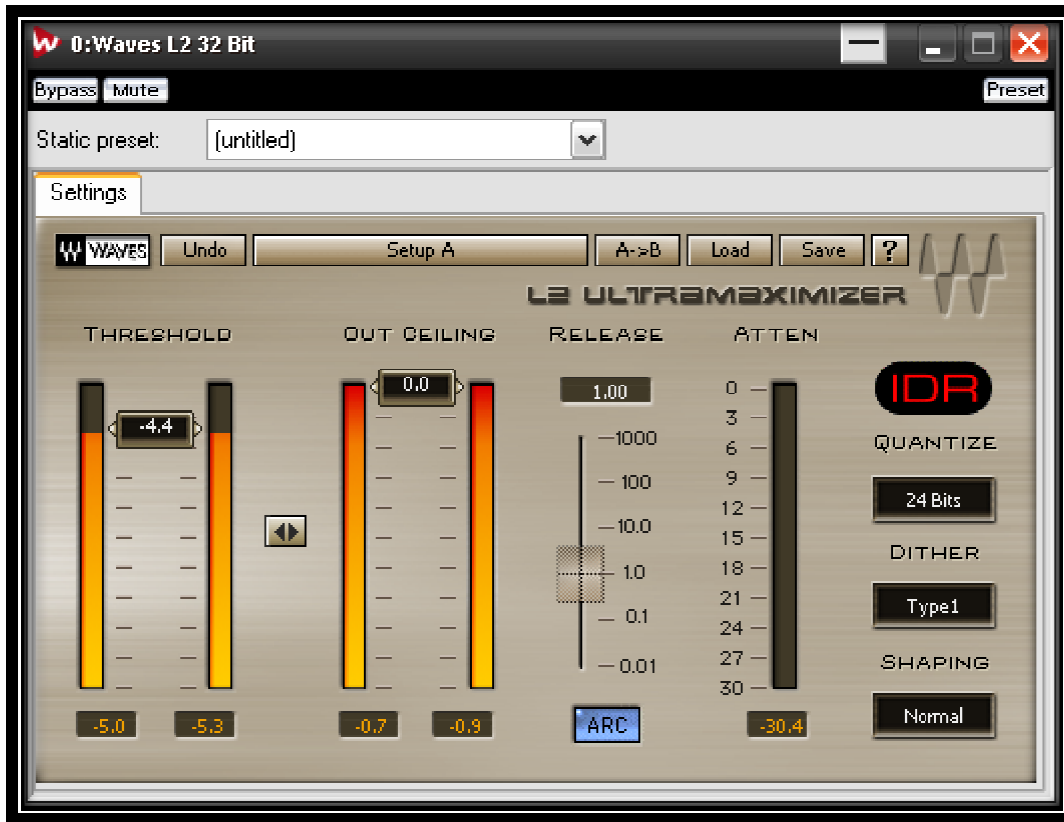 0:Waves L2 32 Bit
Bypass Mute Preset
Static preset: (untitled)
Settings
WAVES Undo Setup A A->B Load Save ?
L2 ULTRAMAXIMIZER
THRESHOLD OUT CEILING RELEASE ATTEN
-4.4 0.0 1.00
IDR
QUANTIZE
24 Bits
DITHER
Type1
SHAPING
Normal
1000
100
10.0
1.0
0.1
0.01
0
3
6
9
12
15
18
21
24
27
30
-5.0 -5.3 -0.7 -0.9 ARC -30.4